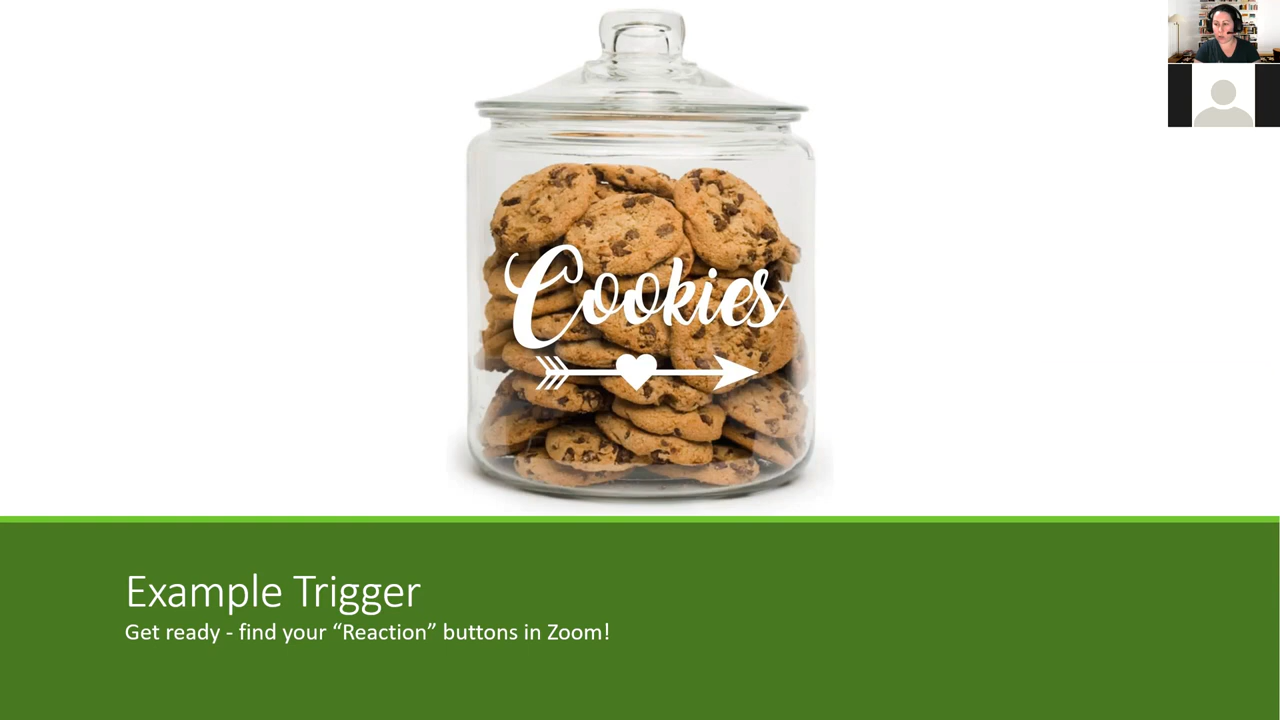 Cookies
Example Trigger
Get ready - find your “Reaction” buttons in Zoom!